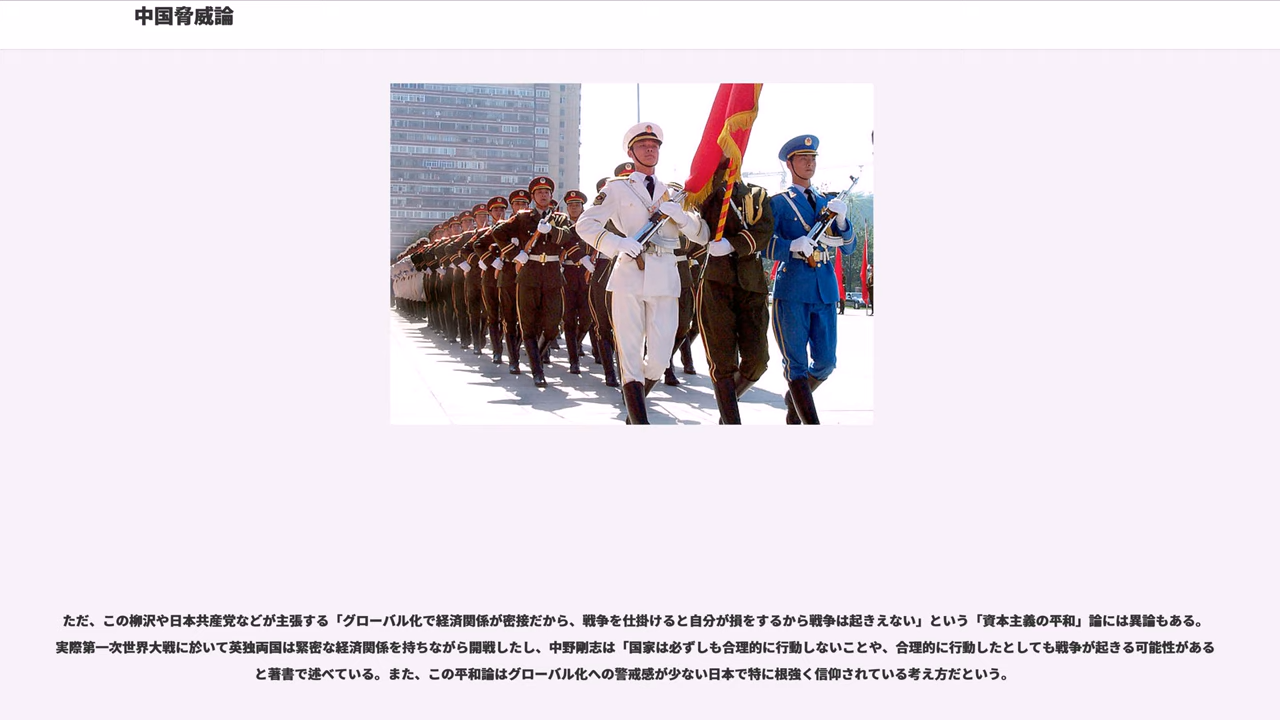 中国脅威論
ただ、この柳沢や日本共産党などが主張する「グローバル化で経済関係が密接だから、戦争を仕掛けると自分が損をするから戦争は起きえない」という「資本主義の平和」論には異論もある。
実際第一次世界大戦に於いて英独両国は緊密な経済関係を持ちながら開戦したし、中野剛志は「国家は必ずしも合理的に行動しないことや、合理的に行動したとしても戦争が起きる可能性がある
と著書で述べている。また、この平和論はグローバル化への警戒感が少ない日本で特に根強く信仰されている考え方だという。